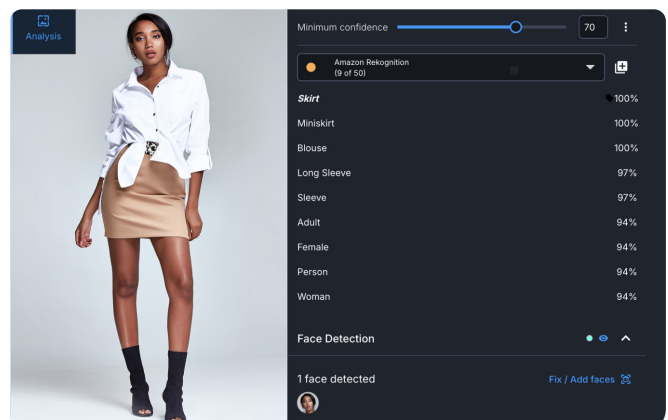 Analysis
Minimum confidence 70
Amazon Rekognition
(9 of 50)
Skirt 100%
Miniskirt 100%
Blouse 100%
Long Sleeve 97%
Sleeve 97%
Adult 94%
Female 94%
Person 94%
Woman 94%
Face Detection
1 face detected Fix / Add faces